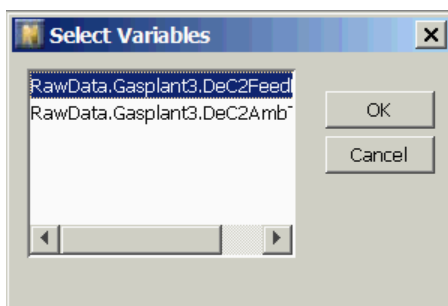 Select Variables
RawData.Gasplant3.DeC2Feed
RawData.Gasplant3.DeC2Amb
OK
Cancel